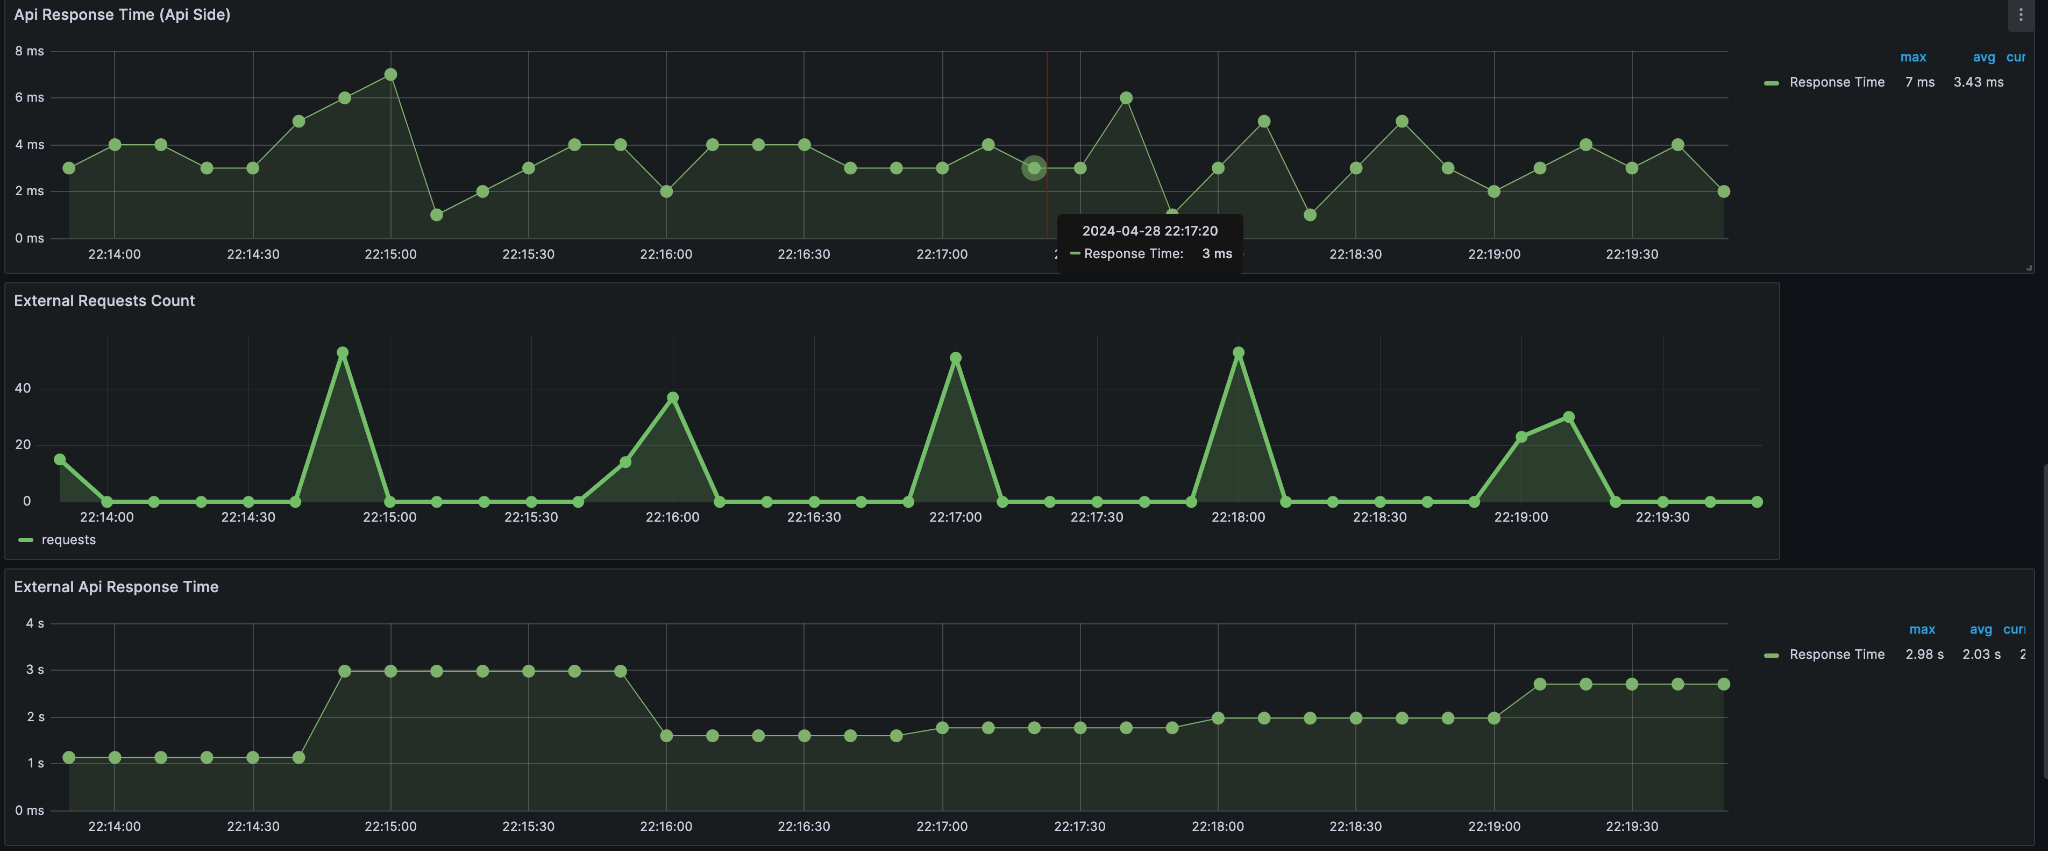 Api Response Time (Api Side)
8 ms
6 ms
4 ms
2 ms
0 ms
22:14:00 22:14:30 22:15:00 22:15:30 22:16:00 22:16:30 22:17:00 22:18:30 22:19:00 22:19:30
max avg
Response Time 7 ms 3.43 ms
2024-04-28 22:17:20
Response Time: 3 ms
External Requests Count
40
20
0
22:14:00 22:14:30 22:15:00 22:15:30 22:16:00 22:16:30 22:17:00 22:17:30 22:18:00 22:18:30 22:19:00 22:19:30
requests
External Api Response Time
4 s
3 s
2 s
1 s
0 ms
22:14:00 22:14:30 22:15:00 22:15:30 22:16:00 22:16:30 22:17:00 22:17:30 22:18:00 22:18:30 22:19:00 22:19:30
max avg
Response Time 2.98 s 2.03 s